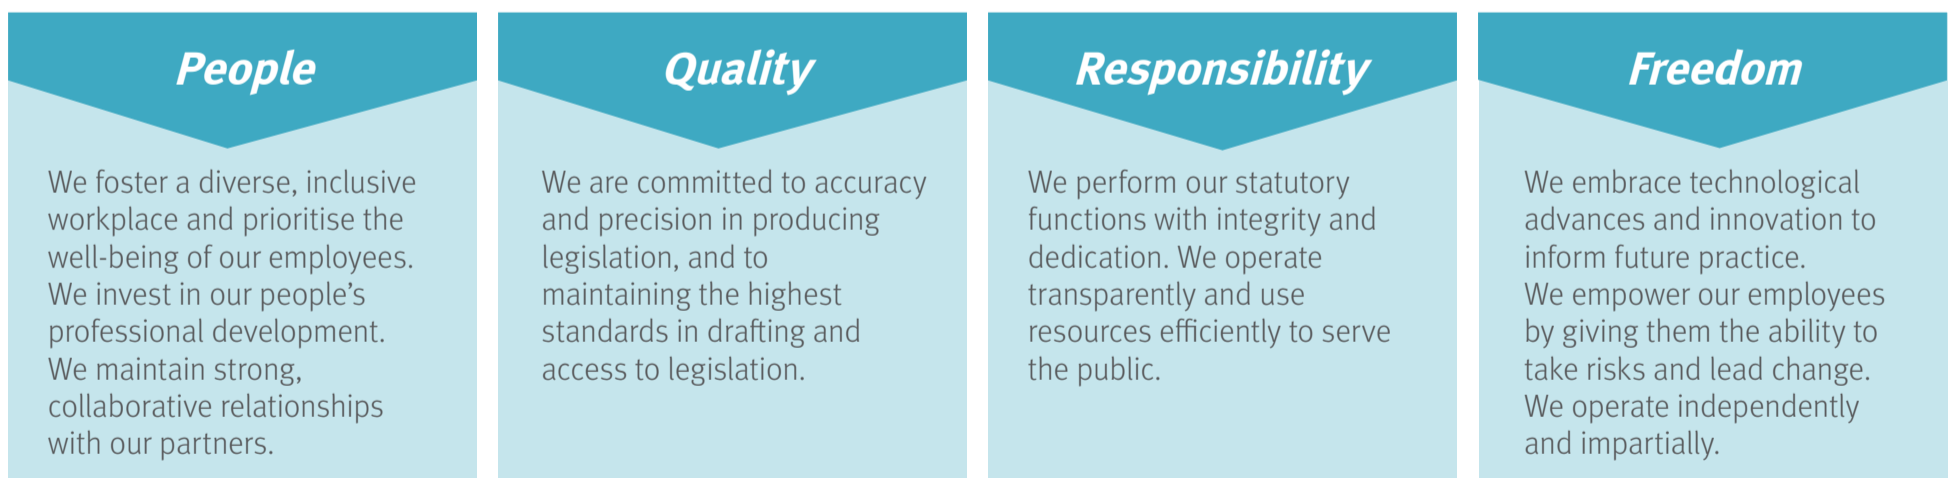 People
We foster a diverse, inclusive
workplace and prioritise the
well-being of our employees.
We invest in our people's
professional development.
We maintain strong,
collaborative relationships
with our partners.
Quality
We are committed to accuracy
and precision in producing
legislation, and to
maintaining the highest
standards in drafting and
access to legislation.
Responsibility
We perform our statutory
functions with integrity and
dedication. We operate
transparently and use
resources efficiently to serve
the public.
Freedom
We embrace technological
advances and innovation to
inform future practice.
We empower our employees
by giving them the ability to
take risks and lead change.
We operate independently
and impartially.